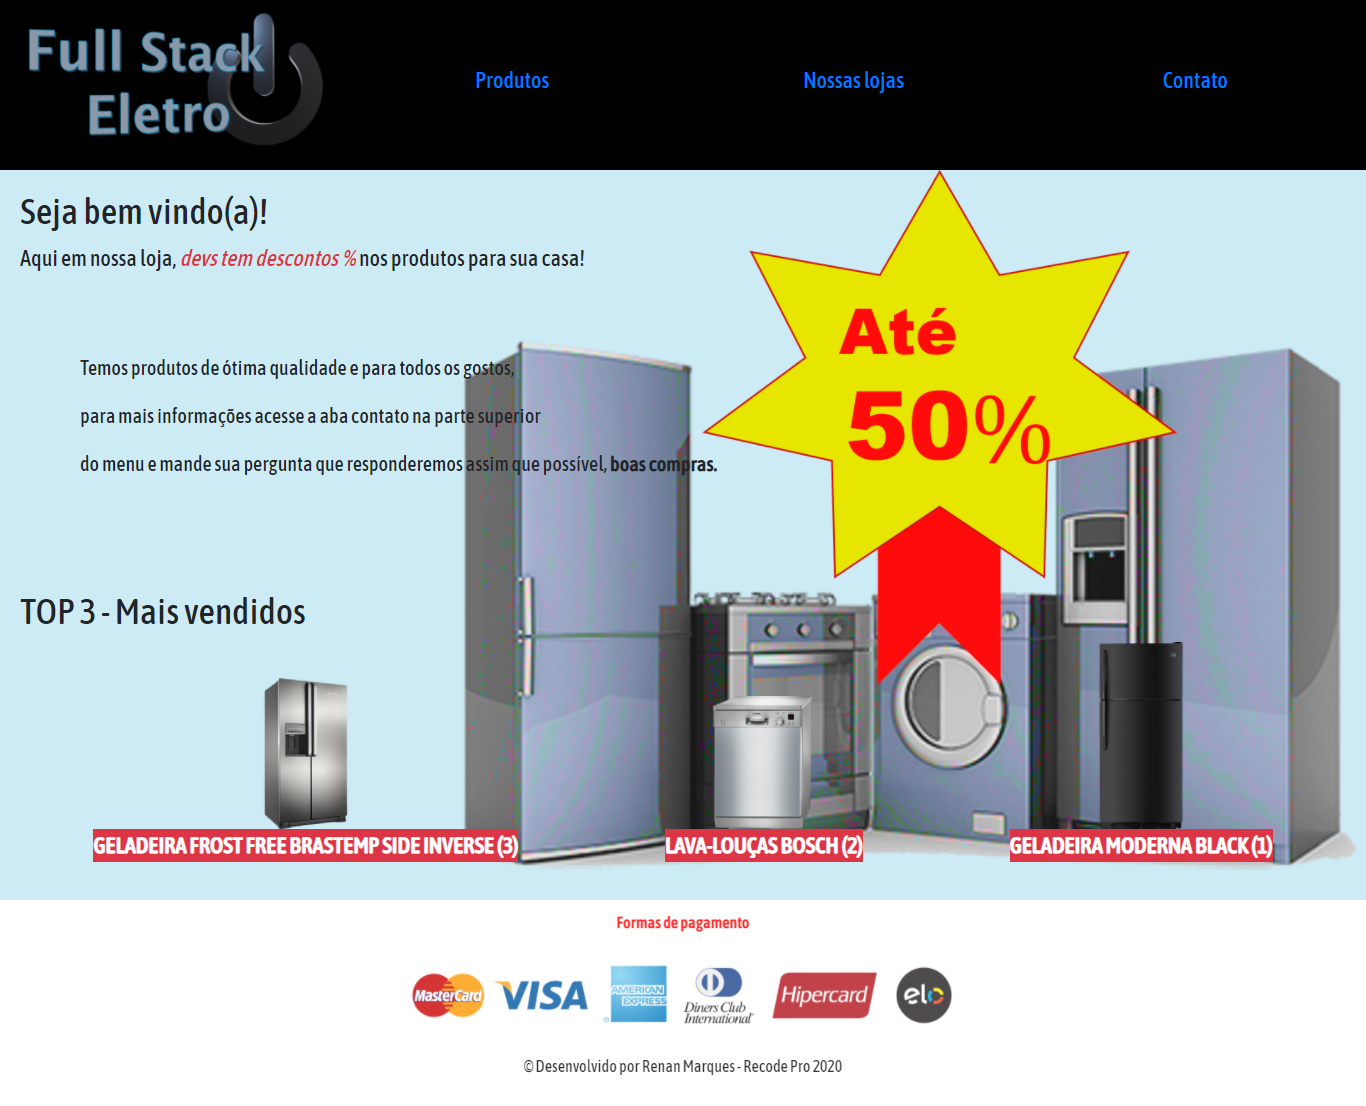 Full Stack
Eletro
Produtos
Nossas lojas
Contato
Seja bem vindo(a)!
Aqui em nossa loja, devs tem descontos % nos produtos para sua casa!
Até
50%
Temos produtos de ótima qualidade e para todos os gostos,
para mais informações acesse a aba contato na parte superior
do menu e mande sua pergunta que responderemos assim que possível, boas compras.
TOP 3 - Mais vendidos
GELADEIRA FROST FREE BRASTEMP SIDE INVERSE (3)
LAVA-LOUÇAS BOSCH (2)
GELADEIRA MODERNA BLACK (1)
Formas de pagamento
MasterCard
VISA
AMERICAN EXPRESS
Diners Club International
Hipercard
elo
© Desenvolvido por Renan Marques - Recode Pro 2020